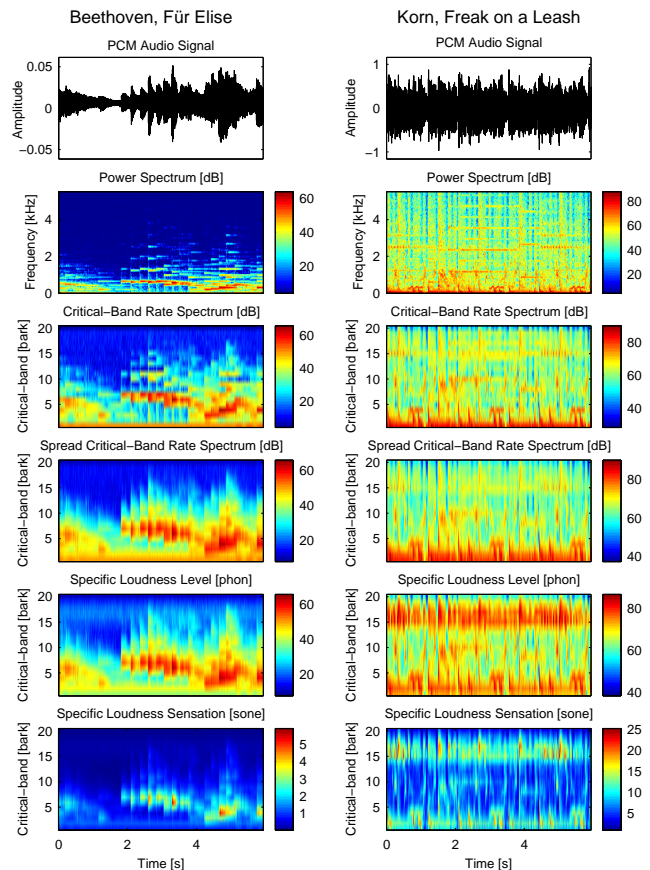 Beethoven, Für Elise
PCM Audio Signal
Amplitude
0.05
0
−0.05
Power Spectrum [dB]
Frequency [kHz]
4
2
0
60
40
20
Critical−Band Rate Spectrum [dB]
Critical−band [bark]
20
15
10
5
60
40
20
Spread Critical−Band Rate Spectrum [dB]
Critical−band [bark]
20
15
10
5
60
40
20
Specific Loudness Level [phon]
Critical−band [bark]
20
15
10
5
60
40
20
Specific Loudness Sensation [sone]
Critical−band [bark]
20
15
10
5
5
4
3
2
1
0 2 4
Time [s]
Korn, Freak on a Leash
PCM Audio Signal
Amplitude
1
0
−1
Power Spectrum [dB]
Frequency [kHz]
4
2
0
80
60
40
Critical−Band Rate Spectrum [dB]
Critical−band [bark]
20
15
10
5
80
60
40
Spread Critical−Band Rate Spectrum [dB]
Critical−band [bark]
20
15
10
5
80
60
40
Specific Loudness Level [phon]
Critical−band [bark]
20
15
10
5
80
60
40
Specific Loudness Sensation [sone]
Critical−band [bark]
20
15
10
5
25
20
15
10
5
0 2 4
Time [s]